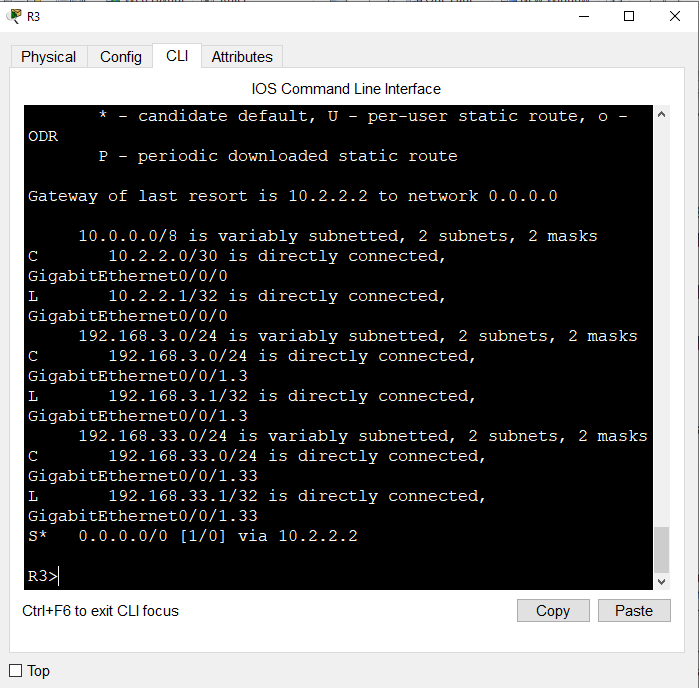 R3
Physical Config CLI Attributes
IOS Command Line Interface
* - candidate default, U - per-user static route, o -
ODR
P - periodic downloaded static route
Gateway of last resort is 10.2.2.2 to network 0.0.0.0
10.0.0.0/8 is variably subnetted, 2 subnets, 2 masks
C 10.2.2.0/30 is directly connected,
GigabitEthernet0/0/0
L 10.2.2.1/32 is directly connected,
GigabitEthernet0/0/0
192.168.3.0/24 is variably subnetted, 2 subnets, 2 masks
C 192.168.3.0/24 is directly connected,
GigabitEthernet0/0/1.3
L 192.168.3.1/32 is directly connected,
GigabitEthernet0/0/1.3
192.168.33.0/24 is variably subnetted, 2 subnets, 2 masks
C 192.168.33.0/24 is directly connected,
GigabitEthernet0/0/1.33
L 192.168.33.1/32 is directly connected,
GigabitEthernet0/0/1.33
S* 0.0.0.0/0 [1/0] via 10.2.2.2
R3>
Ctrl+F6 to exit CLI focus Copy Paste
Top